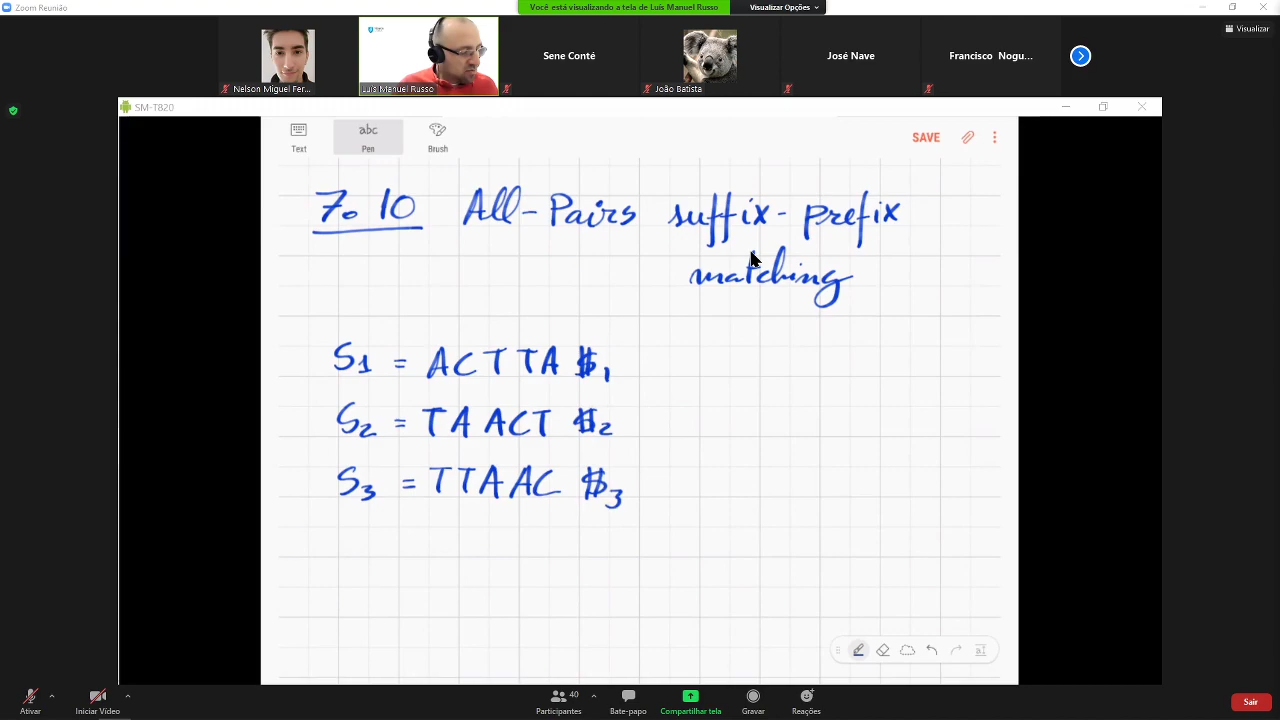 Zoom Reunião
Você está visualizando a tela de Luís Manuel Russo
Visualizar Opções
Visualizar
Nelson Miguel Fer...
Luís Manuel Russo
Sene Conté
João Batista
José Nave
Francisco Nogu...
SM-T820
Text
abc
Pen
Brush
SAVE
7.10 All-Pairs suffix-prefix
matching
S1 = ACTTA $1
S2 = TAACT $2
S3 = TTAAC $3
Ativar
Iniciar Vídeo
40
Participantes
Bate-papo
Compartilhar tela
Gravar
Reações
Sair